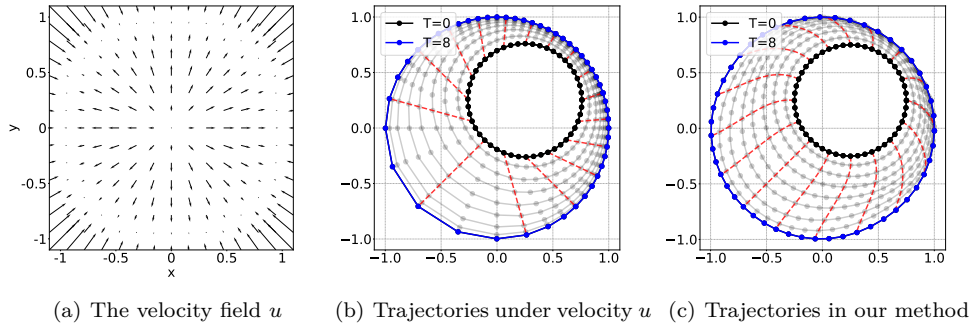 1
0.5
0
-0.5
-1
y
-1 -0.5 0 0.5 1
x
T=0
T=8
1.0
0.5
0.0
−0.5
−1.0
−1.0 −0.5 0.0 0.5 1.0
T=0
T=8
1.0
0.5
0.0
−0.5
−1.0
−1.0 −0.5 0.0 0.5 1.0
(a) The velocity field u
(b) Trajectories under velocity u
(c) Trajectories in our method